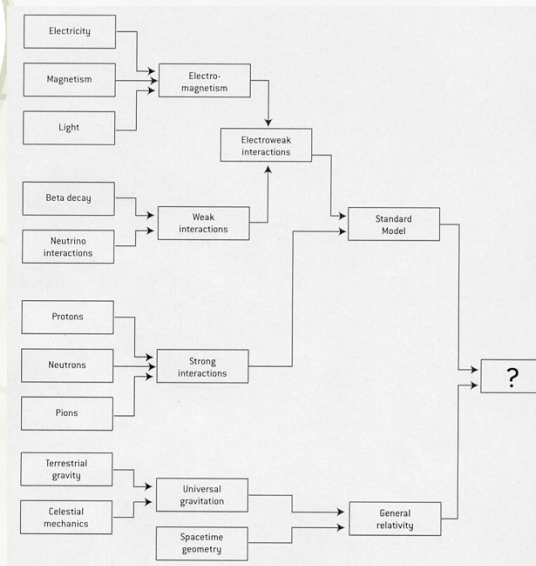 Electricity
Magnetism
Light
Electro-
magnetism
Electroweak
interactions
Beta decay
Neutrino
interactions
Weak
interactions
Standard
Model
Protons
Neutrons
Pions
Strong
interactions
?
Terrestrial
gravity
Celestial
mechanics
Universal
gravitation
Spacetime
geometry
General
relativity